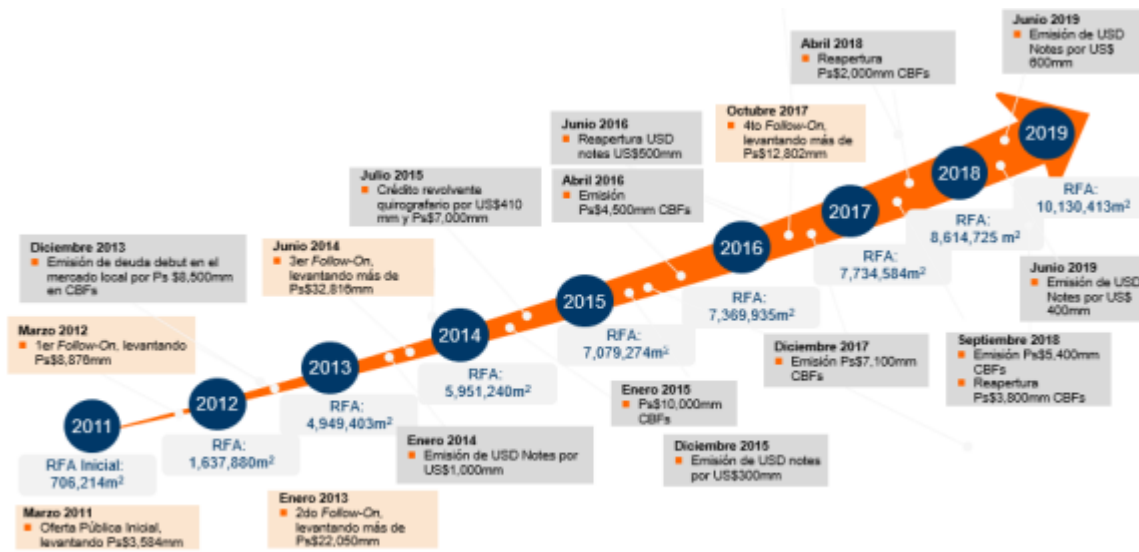 Junio 2019
Emisión de USD
Notes por US$
600mm
Abril 2018
Reapertura
Ps$2,000mm CBFs
Octubre 2017
4to Follow-On,
levantando más de
Ps$12,802mm
Junio 2016
Reapertura USD
notes US$500mm
Abril 2016
Emisión
Ps$4,500mm CBFs
Julio 2015
Crédito revolvente
quirografario por US$410
mm y Ps$7,000mm
Junio 2014
3er Follow-On,
levantando más de
Ps$32,816mm
Diciembre 2013
Emisión de deuda debut en el
mercado local por Ps $8,500mm
en CBFs
Marzo 2012
1er Follow-On, levantando
Ps$8,876mm
2011
2012
2013
2014
2015
2016
2017
2018
2019
RFA Inicial:
706,214m²
RFA:
1,637,880m²
RFA:
4,949,403m²
RFA:
5,951,240m²
RFA:
7,079,274m²
RFA:
7,369,935m²
RFA:
7,734,584m²
RFA:
8,614,725 m²
RFA:
10,130,413m²
Marzo 2011
Oferta Pública Inicial,
levantando Ps$3,584mm
Enero 2013
2do Follow-On,
levantando más de
Ps$22,050mm
Enero 2014
Emisión de USD Notes por
US$1,000mm
Enero 2015
Ps$10,000mm
CBFs
Diciembre 2015
Emisión de USD notes
por US$300mm
Diciembre 2017
Emisión Ps$7,100mm
CBFs
Septiembre 2018
Emisión Ps$5,400mm
CBFs
Reapertura
Ps$3,800mm CBFs
Junio 2019
Emisión de USD
Notes por US$
400mm